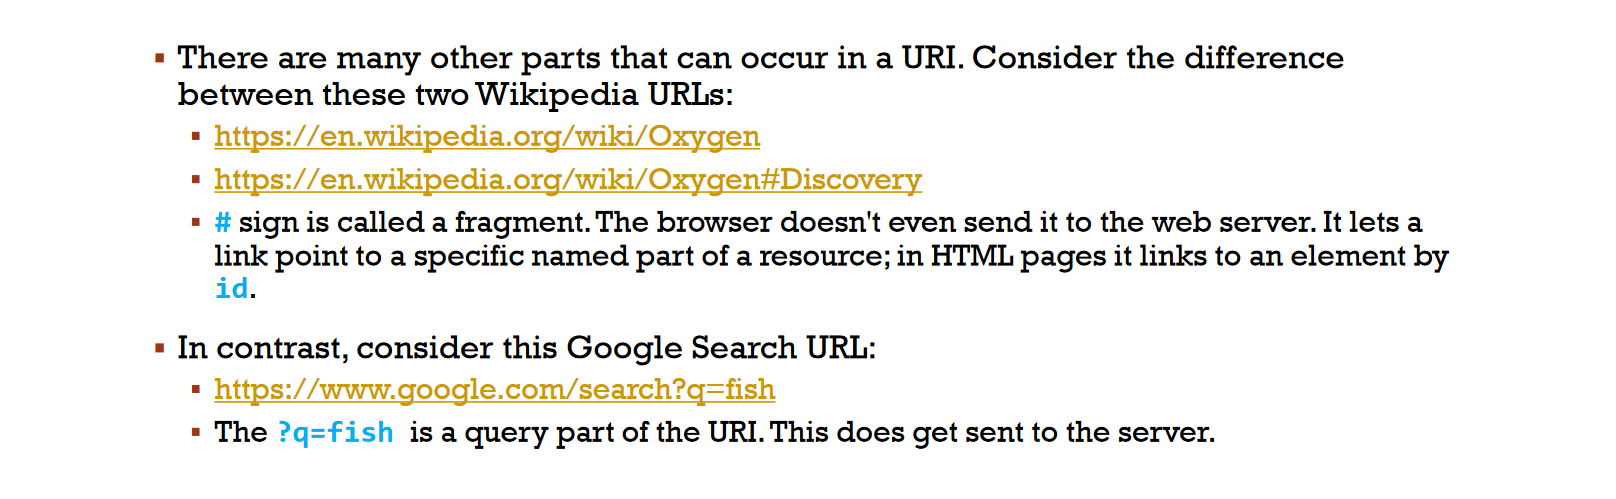 There are many other parts that can occur in a URI. Consider the difference
between these two Wikipedia URLs:
https://en.wikipedia.org/wiki/Oxygen
https://en.wikipedia.org/wiki/Oxygen#Discovery
# sign is called a fragment. The browser doesn't even send it to the web server. It lets a
link point to a specific named part of a resource; in HTML pages it links to an element by
id.
In contrast, consider this Google Search URL:
https://www.google.com/search?q=fish
The ?q=fish is a query part of the URI. This does get sent to the server.